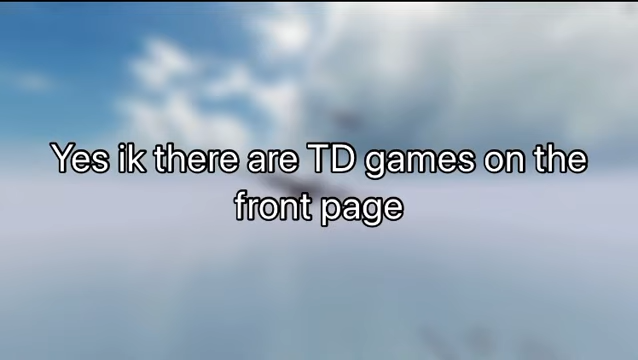 Yes ik there are TD games on the
front page